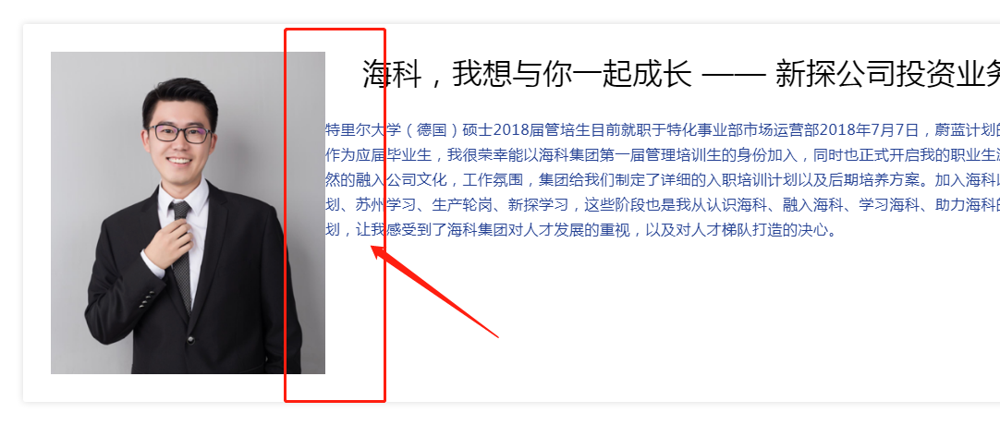 海科，我想与你一起成长 —— 新探公司投资业务
特里尔大学（德国）硕士2018届管培生目前就职于特化事业部市场运营部2018年7月7日，蔚蓝计划的
作为应届毕业生，我很荣幸能以海科集团第一届管理培训生的身份加入，同时也正式开启我的职业生涯
然的融入公司文化，工作氛围，集团给我们制定了详细的入职培训计划以及后期培养方案。加入海科以
划、苏州学习、生产轮岗、新探学习，这些阶段也是我从认识海科、融入海科、学习海科、助力海科的
划，让我感受到了海科集团对人才发展的重视，以及对人才梯队打造的决心。